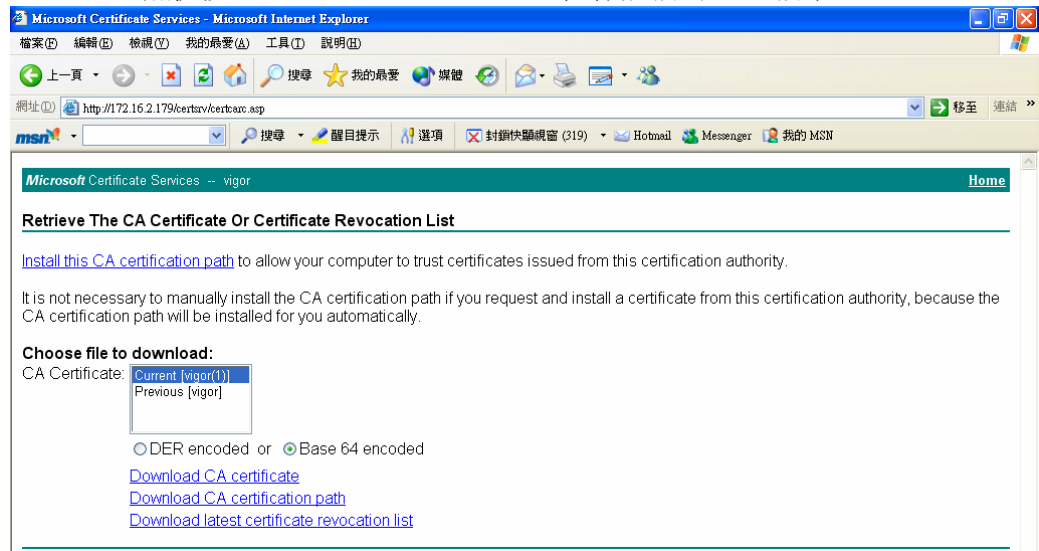 Microsoft Certificate Services - Microsoft Internet Explorer
檔案(F) 編輯(E) 檢視(V) 我的最愛(A) 工具(T) 說明(H)
上一頁 搜尋 我的最愛 媒體
網址(D) http://172.16.2.179/certsrv/certcarc.asp 移至 連結 »
msn 搜尋 醒目提示 選項 封鎖快顯視窗 (319) Hotmail Messenger 我的 MSN
Microsoft Certificate Services -- vigor Home
Retrieve The CA Certificate Or Certificate Revocation List
Install this CA certification path to allow your computer to trust certificates issued from this certification authority.
It is not necessary to manually install the CA certification path if you request and install a certificate from this certification authority, because the
CA certification path will be installed for you automatically.
Choose file to download:
CA Certificate: Current [vigor(1)]
Previous [vigor]
DER encoded or Base 64 encoded
Download CA certificate
Download CA certification path
Download latest certificate revocation list